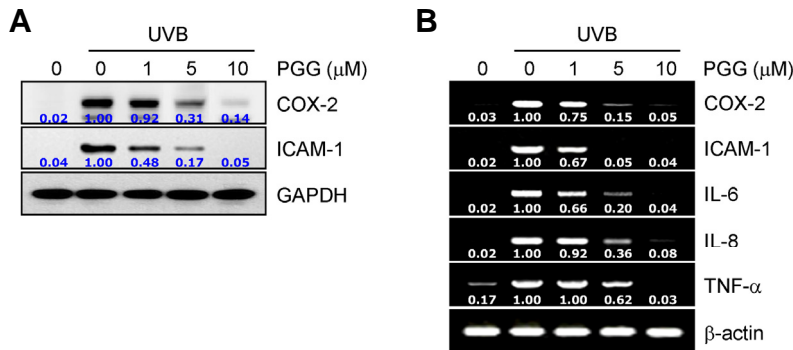 A
UVB
0 0 1 5 10 PGG (μM)
COX-2
0.02 1.00 0.92 0.31 0.14
ICAM-1
0.04 1.00 0.48 0.17 0.05
GAPDH
B
UVB
0 0 1 5 10 PGG (μM)
COX-2
0.03 1.00 0.75 0.15 0.05
ICAM-1
0.02 1.00 0.67 0.05 0.04
IL-6
0.02 1.00 0.66 0.20 0.04
IL-8
0.02 1.00 0.92 0.36 0.08
TNF-α
0.17 1.00 1.00 0.62 0.03
β-actin